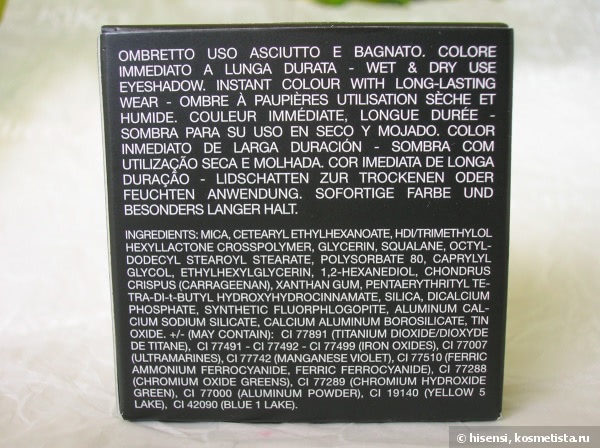 OMBRETTO USO ASCIUTTO E BAGNATO. COLORE
IMMEDIATO A LUNGA DURATA - WET & DRY USE
EYESHADOW. INSTANT COLOUR WITH LONG-LASTING
WEAR - OMBRE À PAUPIÈRES UTILISATION SÈCHE ET
HUMIDE. COULEUR IMMÉDIATE, LONGUE DURÉE -
SOMBRA PARA SU USO EN SECO Y MOJADO. COLOR
INMEDIATO DE LARGA DURACIÓN - SOMBRA COM
UTILIZAÇÃO SECA E MOLHADA. COR IMEDIATA DE LONGA
DURAÇÃO - LIDSCHATTEN ZUR TROCKENEN ODER
FEUCHTEN ANWENDUNG. SOFORTIGE FARBE UND
BESONDERS LANGER HALT.
INGREDIENTS: MICA, CETEARYL ETHYLHEXANOATE, HDI/TRIMETHYLOL
HEXYLLACTONE CROSSPOLYMER, GLYCERIN, SQUALANE, OCTYL-
DODECYL STEAROYL STEARATE, POLYSORBATE 80, CAPRYLYL
GLYCOL, ETHYLHEXYLGLYCERIN, 1,2-HEXANEDIOL, CHONDRUS
CRISPUS (CARRAGEENAN), XANTHAN GUM, PENTAERYTHRITYL TE-
TRA-DI-t-BUTYL HYDROXYHYDROCINNAMATE, SILICA, DICALCIUM
PHOSPHATE, SYNTHETIC FLUORPHLOGOPITE, ALUMINUM CAL-
CIUM SODIUM SILICATE, CALCIUM ALUMINUM BOROSILICATE, TIN
OXIDE. +/- (MAY CONTAIN): CI 77891 (TITANIUM DIOXIDE/DIOXYDE
DE TITANE), CI 77491 - CI 77492 - CI 77499 (IRON OXIDES), CI 77007
(ULTRAMARINES), CI 77742 (MANGANESE VIOLET), CI 77510 (FERRIC
AMMONIUM FERROCYANIDE, FERRIC FERROCYANIDE), CI 77288
(CHROMIUM OXIDE GREENS), CI 77289 (CHROMIUM HYDROXIDE
GREEN), CI 77000 (ALUMINUM POWDER), CI 19140 (YELLOW 5
LAKE), CI 42090 (BLUE 1 LAKE).
© hisensi, kosmetista.ru